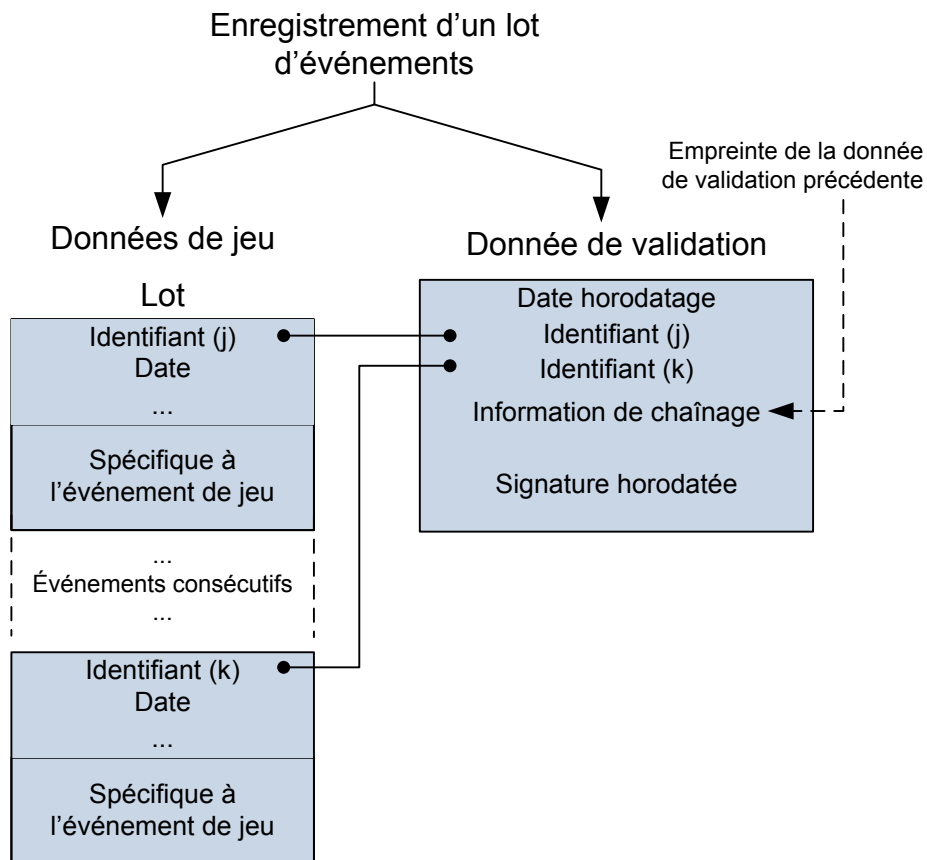 Enregistrement d’un lot
d’événements
Empreinte de la donnée
de validation précédente
Données de jeu
Donnée de validation
Lot
Identifiant (j)
Date
...
Spécifique à
l’événement de jeu
...
Événements consécutifs
...
Identifiant (k)
Date
...
Spécifique à
l’événement de jeu
Date horodatage
Identifiant (j)
Identifiant (k)
Information de chaînage
Signature horodatée